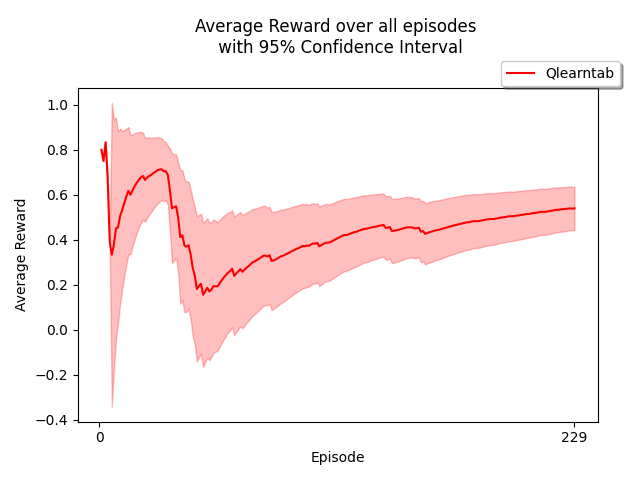 Average Reward over all episodes
with 95% Confidence Interval
Qlearntab
Average Reward
1.0
0.8
0.6
0.4
0.2
0.0
−0.2
−0.4
0
229
Episode